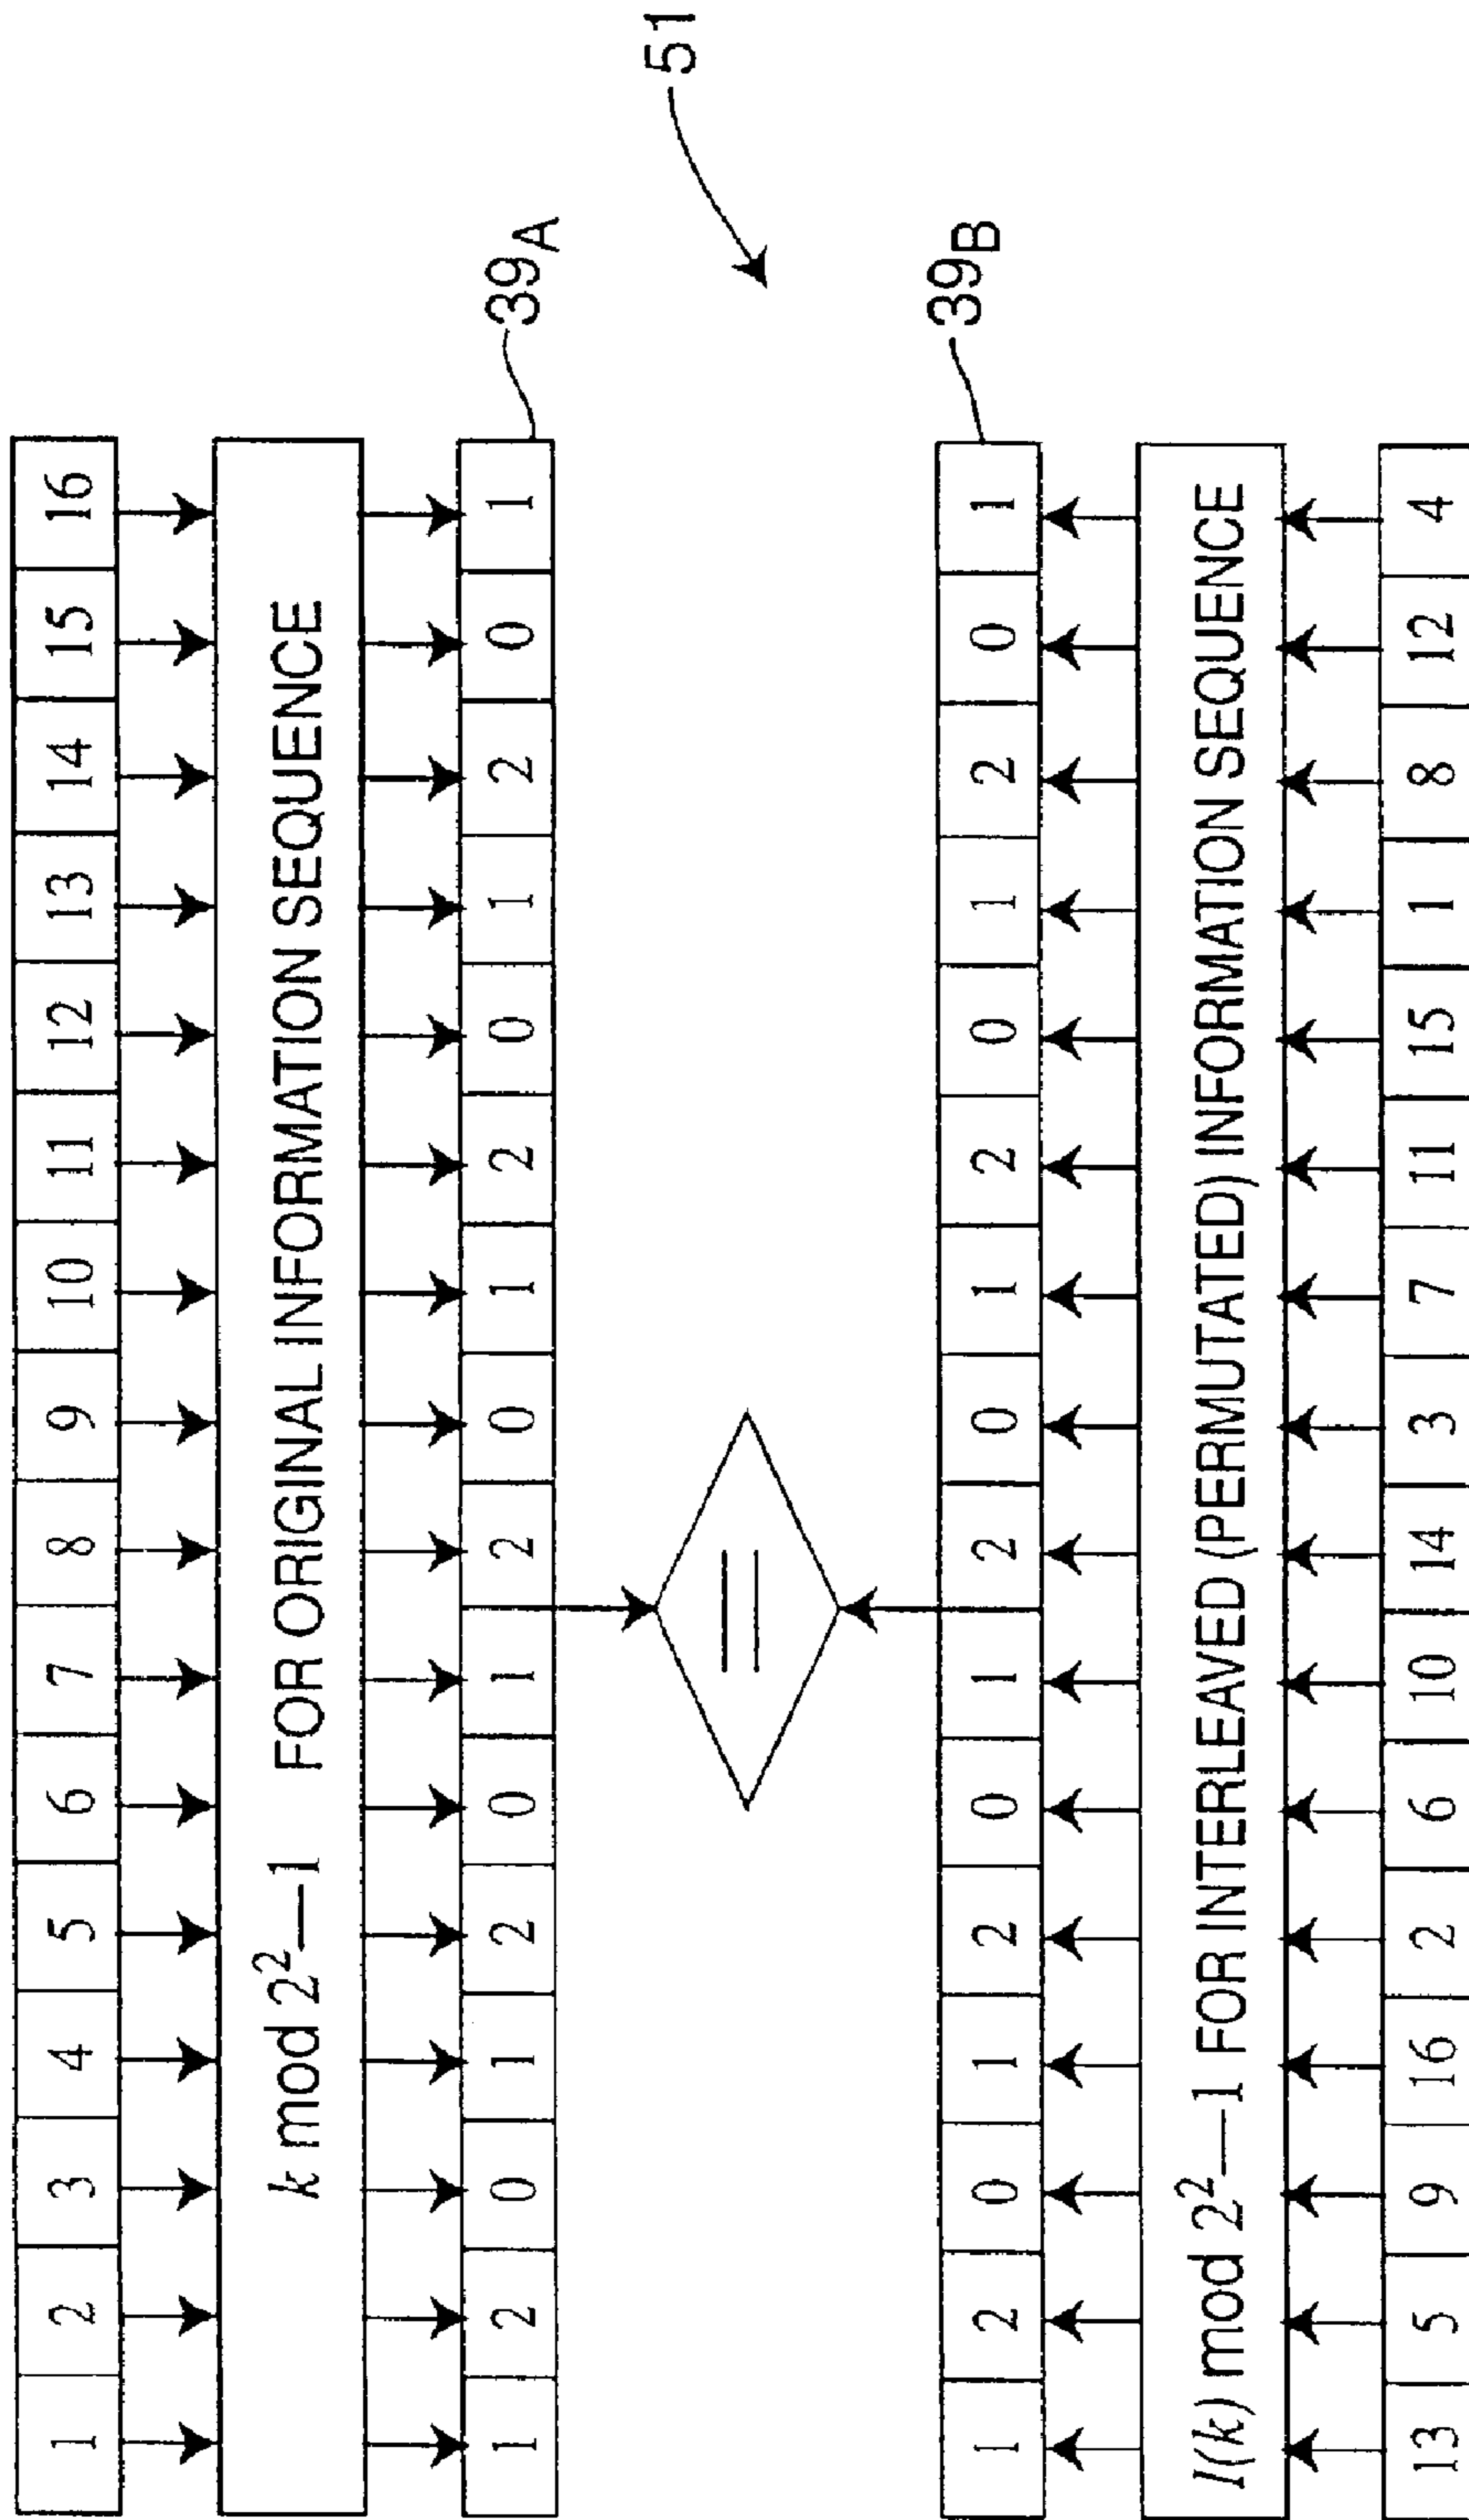 1 2 3 4 5 6 7 8 9 10 11 12 13 14 15 16
k mod 2²—1 FOR ORIGINAL INFORMATION SEQUENCE
1 2 0 1 2 0 1 2 0 1 2 0 1 2 0 1
39A
=
51
39B
1 2 0 1 2 0 1 2 0 1 2 0 1 2 0 1
I(k) mod 2²—1 FOR INTERLEAVED (PERMUTATED) INFORMATION SEQUENCE
13 5 9 16 2 6 10 14 3 7 11 15 1 8 12 4